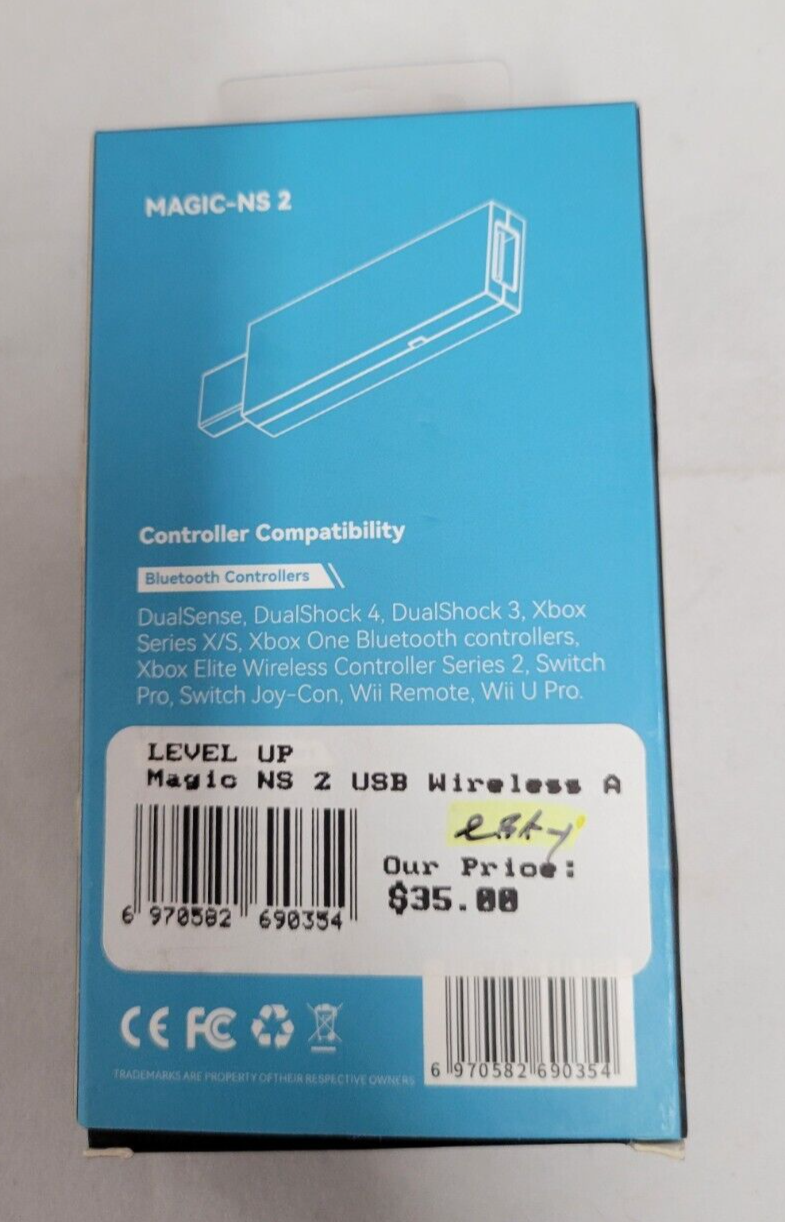 MAGIC-NS 2
Controller Compatibility
Bluetooth Controllers
DualSense, DualShock 4, DualShock 3, Xbox
Series X/S, Xbox One Bluetooth controllers,
Xbox Elite Wireless Controller Series 2, Switch
Pro, Switch Joy-Con, Wii Remote, Wii U Pro.
LEVEL UP
Magic NS 2 USB Wireless A
ebay
Our Price:
$35.00
6 970582 690354
CE FC
6 970582 690354
TRADEMARKS ARE PROPERTY OF THEIR RESPECTIVE OWNERS